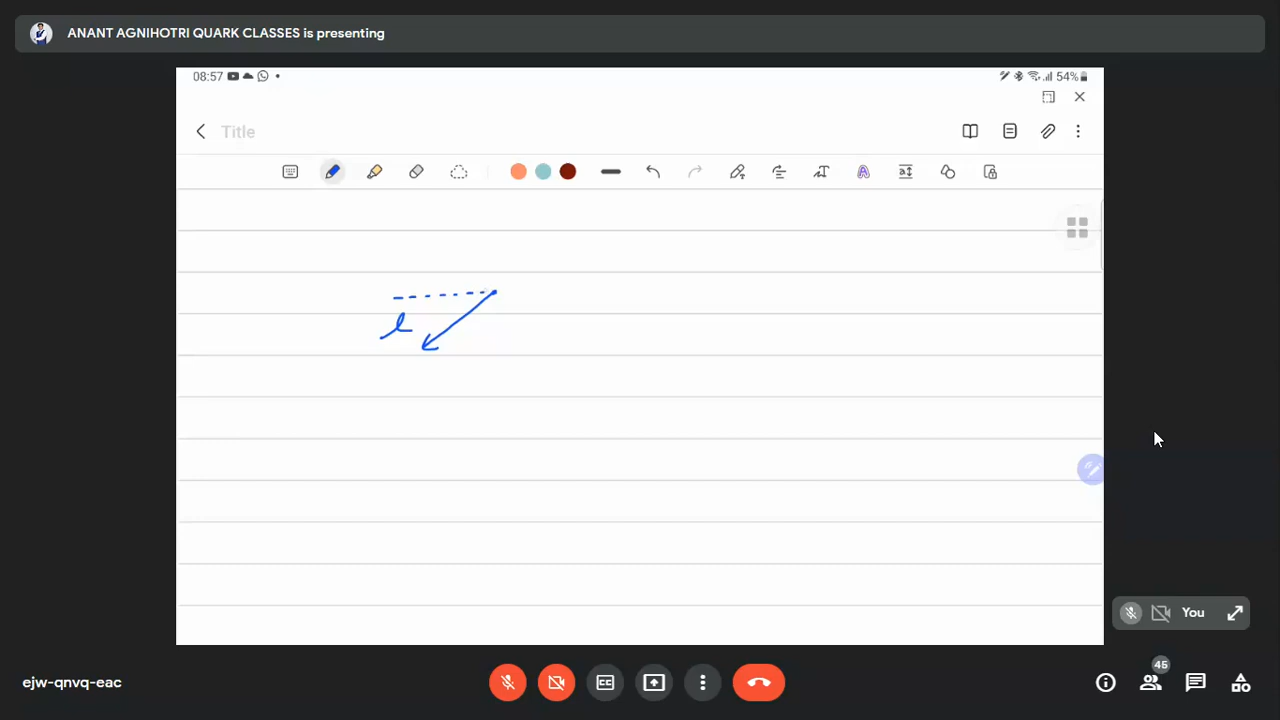 ANANT AGNIHOTRI QUARK CLASSES is presenting
08:57
54%
Title
l
You
45
ejw-qnvq-eac